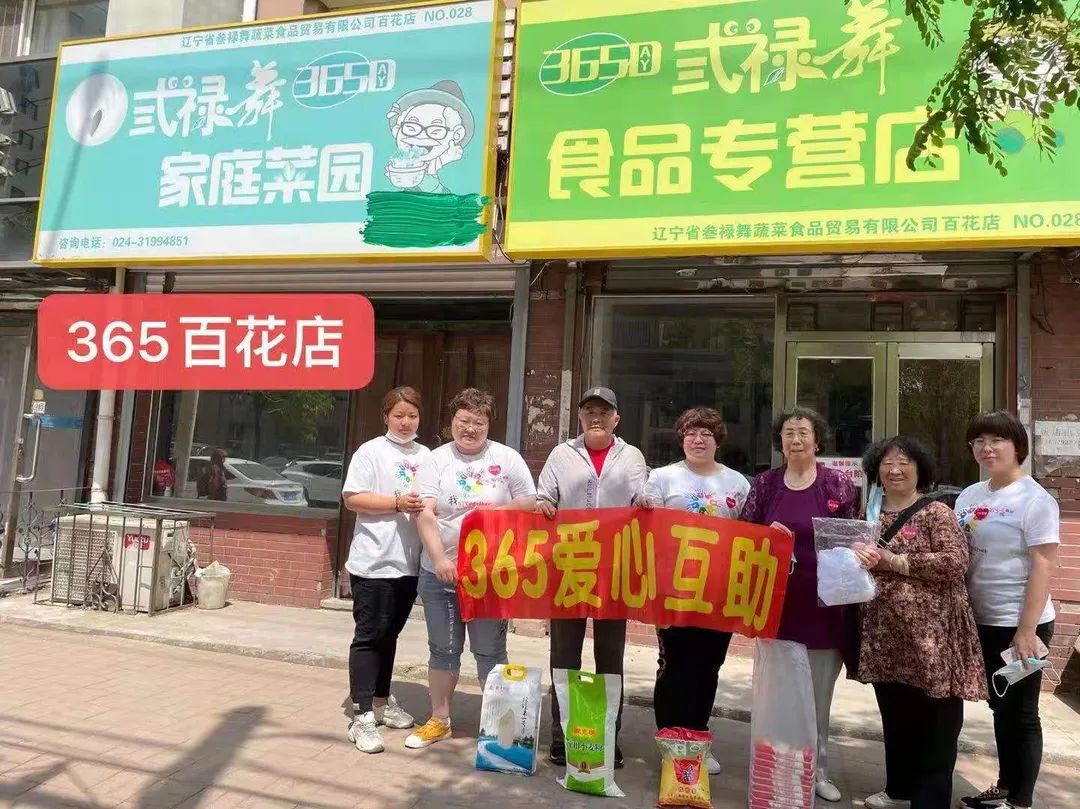 辽宁省叁禄舞蔬菜食品贸易有限公司百花店 NO.028
弎禄舞 365DAY
家庭菜园
咨询电话：024-31994851
365DAY 弎禄舞
食品专营店
辽宁省叁禄舞蔬菜食品贸易有限公司百花店 NO.028
365百花店
365爱心互助